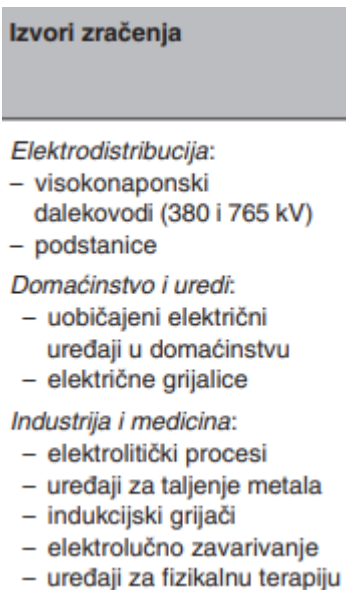 Izvori zračenja
Elektrodistribucija:
– visokonaponski
dalekovodi (380 i 765 kV)
– podstanice
Domaćinstvo i uredi:
– uobičajeni električni
uređaji u domaćinstvu
– električne grijalice
Industrija i medicina:
– elektrolitički procesi
– uređaji za taljenje metala
– indukcijski grijači
– elektrolučno zavarivanje
– uređaji za fizikalnu terapiju